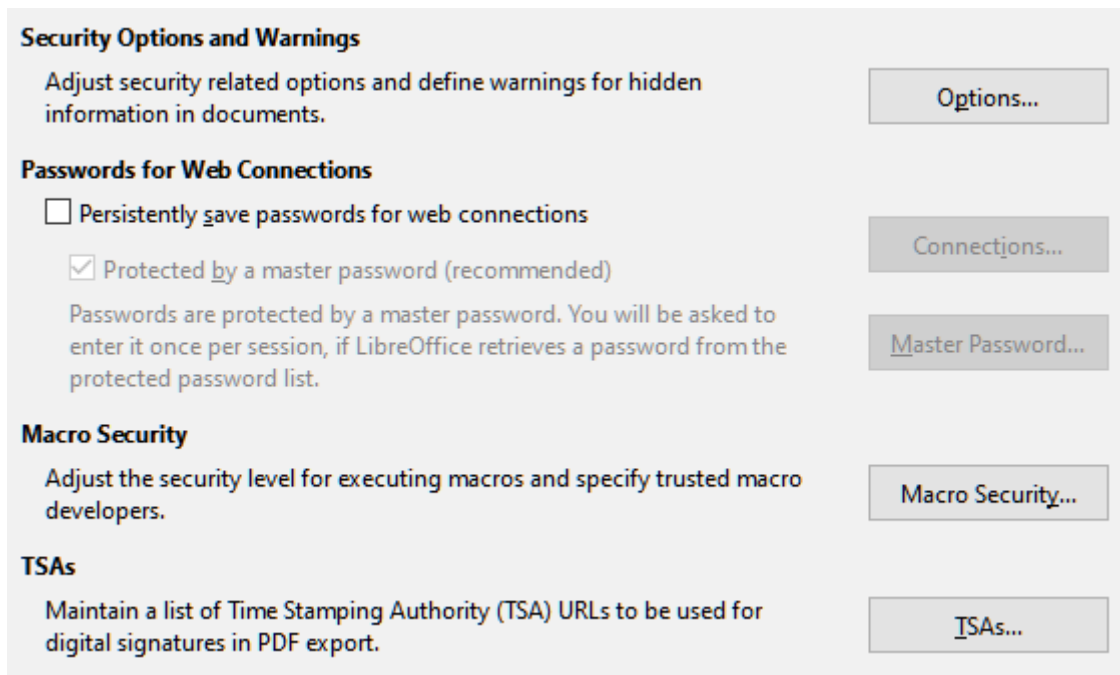 Security Options and Warnings
Adjust security related options and define warnings for hidden
information in documents.
Options...
Passwords for Web Connections
Persistently save passwords for web connections
Connections...
Protected by a master password (recommended)
Passwords are protected by a master password. You will be asked to
enter it once per session, if LibreOffice retrieves a password from the
protected password list.
Master Password...
Macro Security
Adjust the security level for executing macros and specify trusted macro
developers.
Macro Security...
TSAs
Maintain a list of Time Stamping Authority (TSA) URLs to be used for
digital signatures in PDF export.
TSAs...